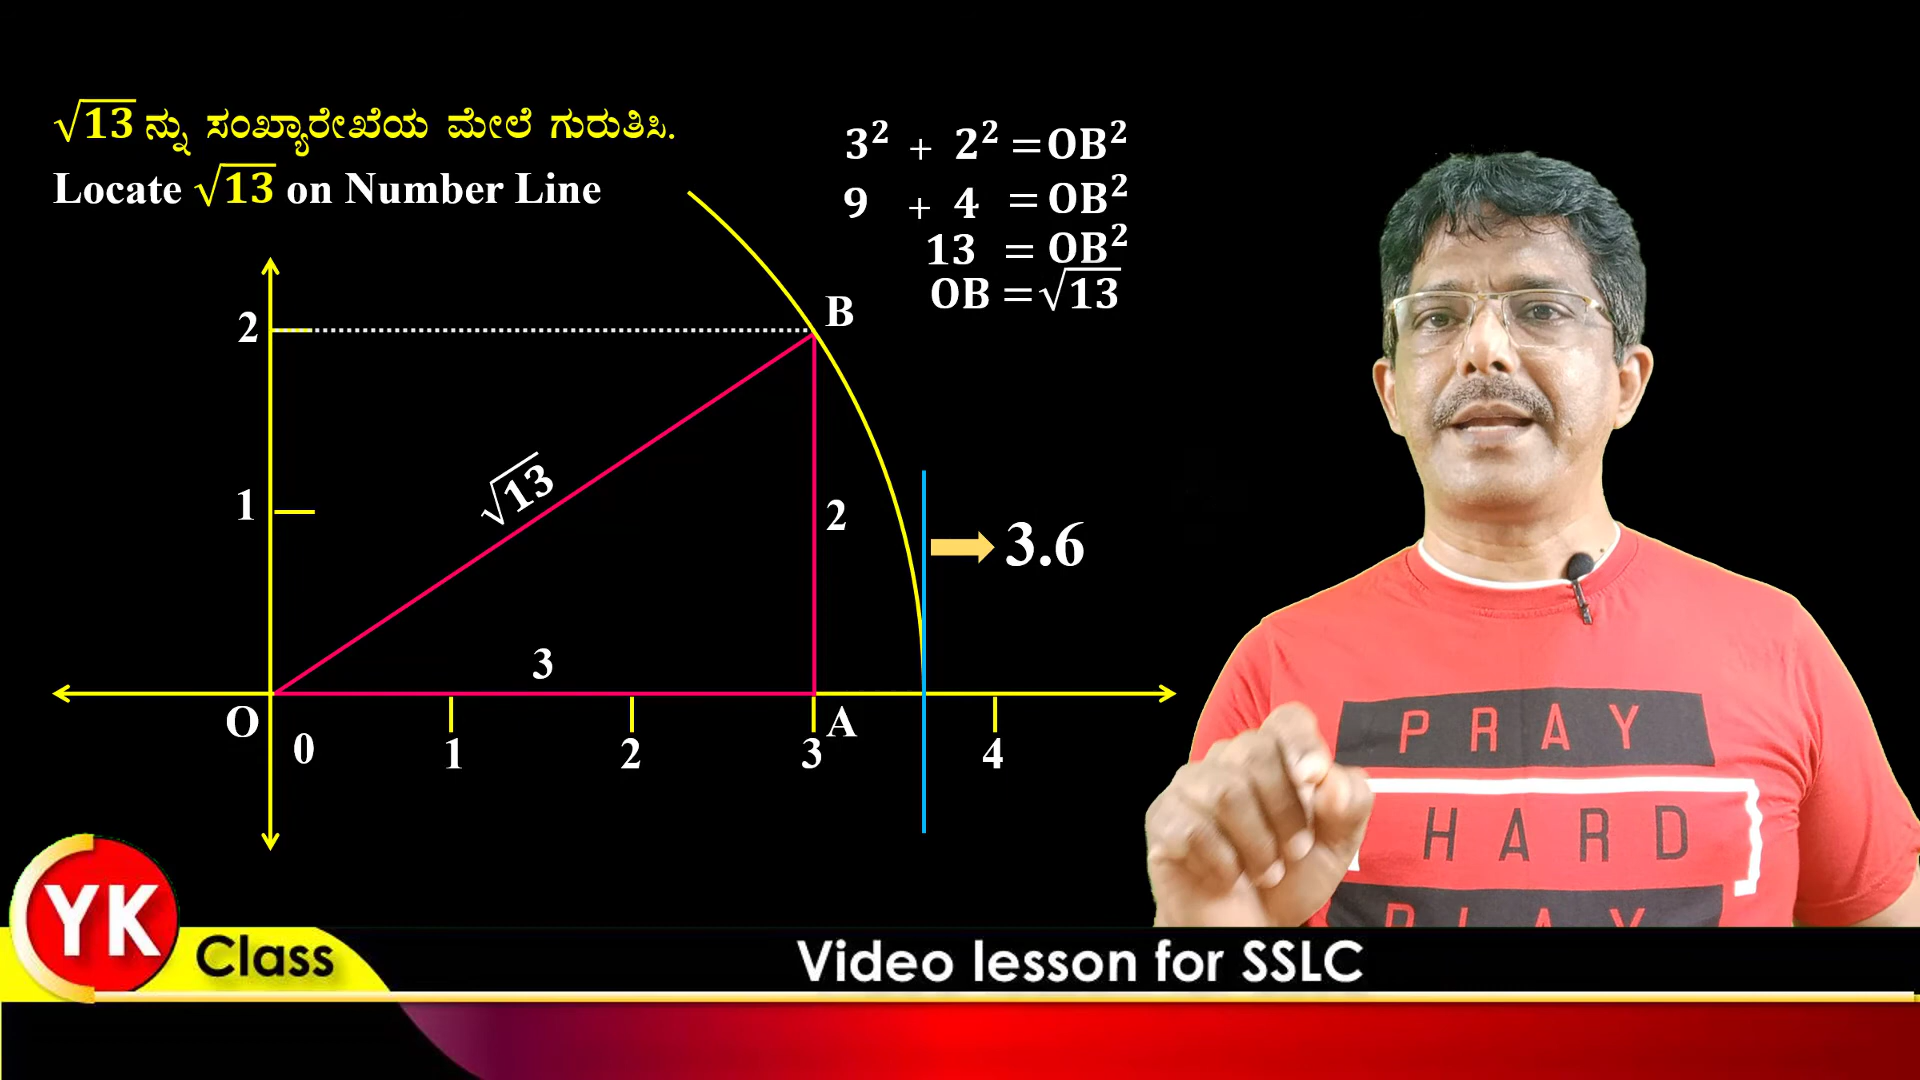 √13 ನ್ನು ಸಂಖ್ಯಾರೇಖೆಯ ಮೇಲೆ ಗುರುತಿಸಿ.
Locate √13 on Number Line
3² + 2² = OB²
9 + 4 = OB²
13 = OB²
OB = √13
2
B
√13
1
2
3.6
3
O
A
0
1
2
3
4
PRAY
HARD
PLAY
YK
Class
Video lesson for SSLC